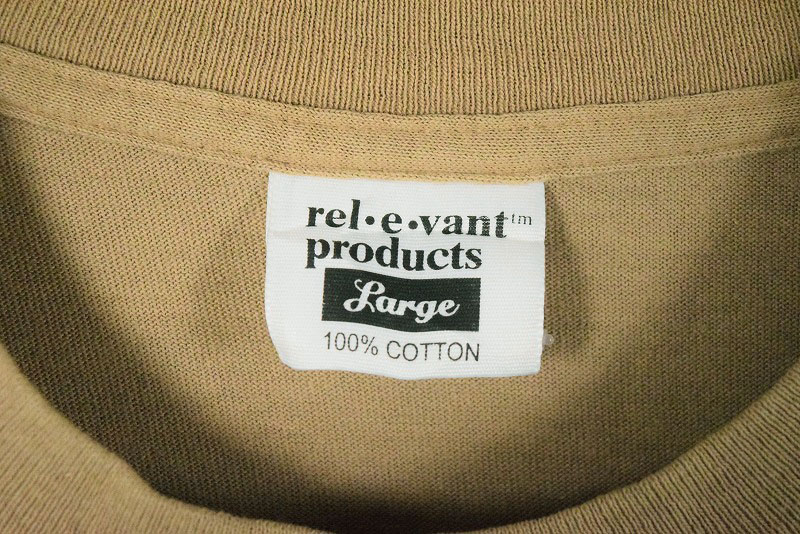 rel•e•vant™
products
Large
100% COTTON